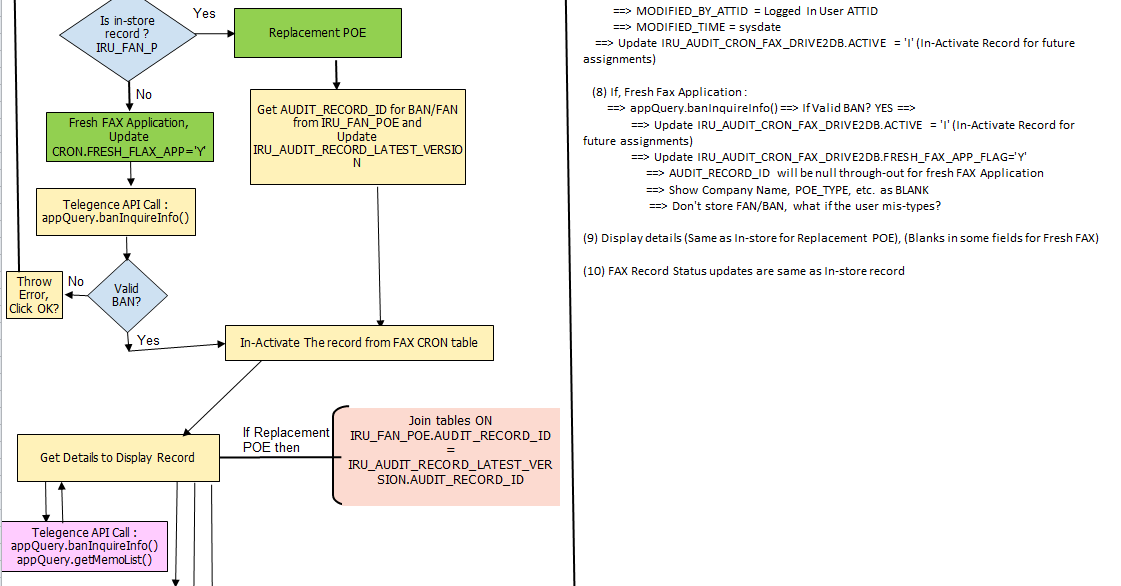 Is in-store
record ?
IRU_FAN_P
Yes
Replacement POE
No
Fresh FAX Application,
Update
CRON.FRESH_FLAX_APP='Y'
Get AUDIT_RECORD_ID for BAN/FAN
from IRU_FAN_POE and
Update
IRU_AUDIT_RECORD_LATEST_VERSIO
N
Telegence API Call :
appQuery.banInquireInfo()
Throw
Error,
Click OK?
No
Valid
BAN?
Yes
In-Activate The record from FAX CRON table
Get Details to Display Record
If Replacement
POE then
Join tables ON
IRU_FAN_POE.AUDIT_RECORD_ID
=
IRU_AUDIT_RECORD_LATEST_VER
SION.AUDIT_RECORD_ID
Telegence API Call :
appQuery.banInquireInfo()
appQuery.getMemoList()
==> MODIFIED_BY_ATTID = Logged In User ATTID
==> MODIFIED_TIME = sysdate
==> Update IRU_AUDIT_CRON_FAX_DRIVE2DB.ACTIVE = 'I' (In-Activate Record for future
assignments)
(8) If, Fresh Fax Application :
==> appQuery.banInquireInfo() ==> If Valid BAN? YES ==>
==> Update IRU_AUDIT_CRON_FAX_DRIVE2DB.ACTIVE = 'I' (In-Activate Record for
future assignments)
==> Update IRU_AUDIT_CRON_FAX_DRIVE2DB.FRESH_FAX_APP_FLAG='Y'
==> AUDIT_RECORD_ID will be null through-out for fresh FAX Application
==> Show Company Name, POE_TYPE, etc. as BLANK
==> Don't store FAN/BAN, what if the user mis-types?
(9) Display details (Same as In-store for Replacement POE), (Blanks in some fields for Fresh FAX)
(10) FAX Record Status updates are same as In-store record